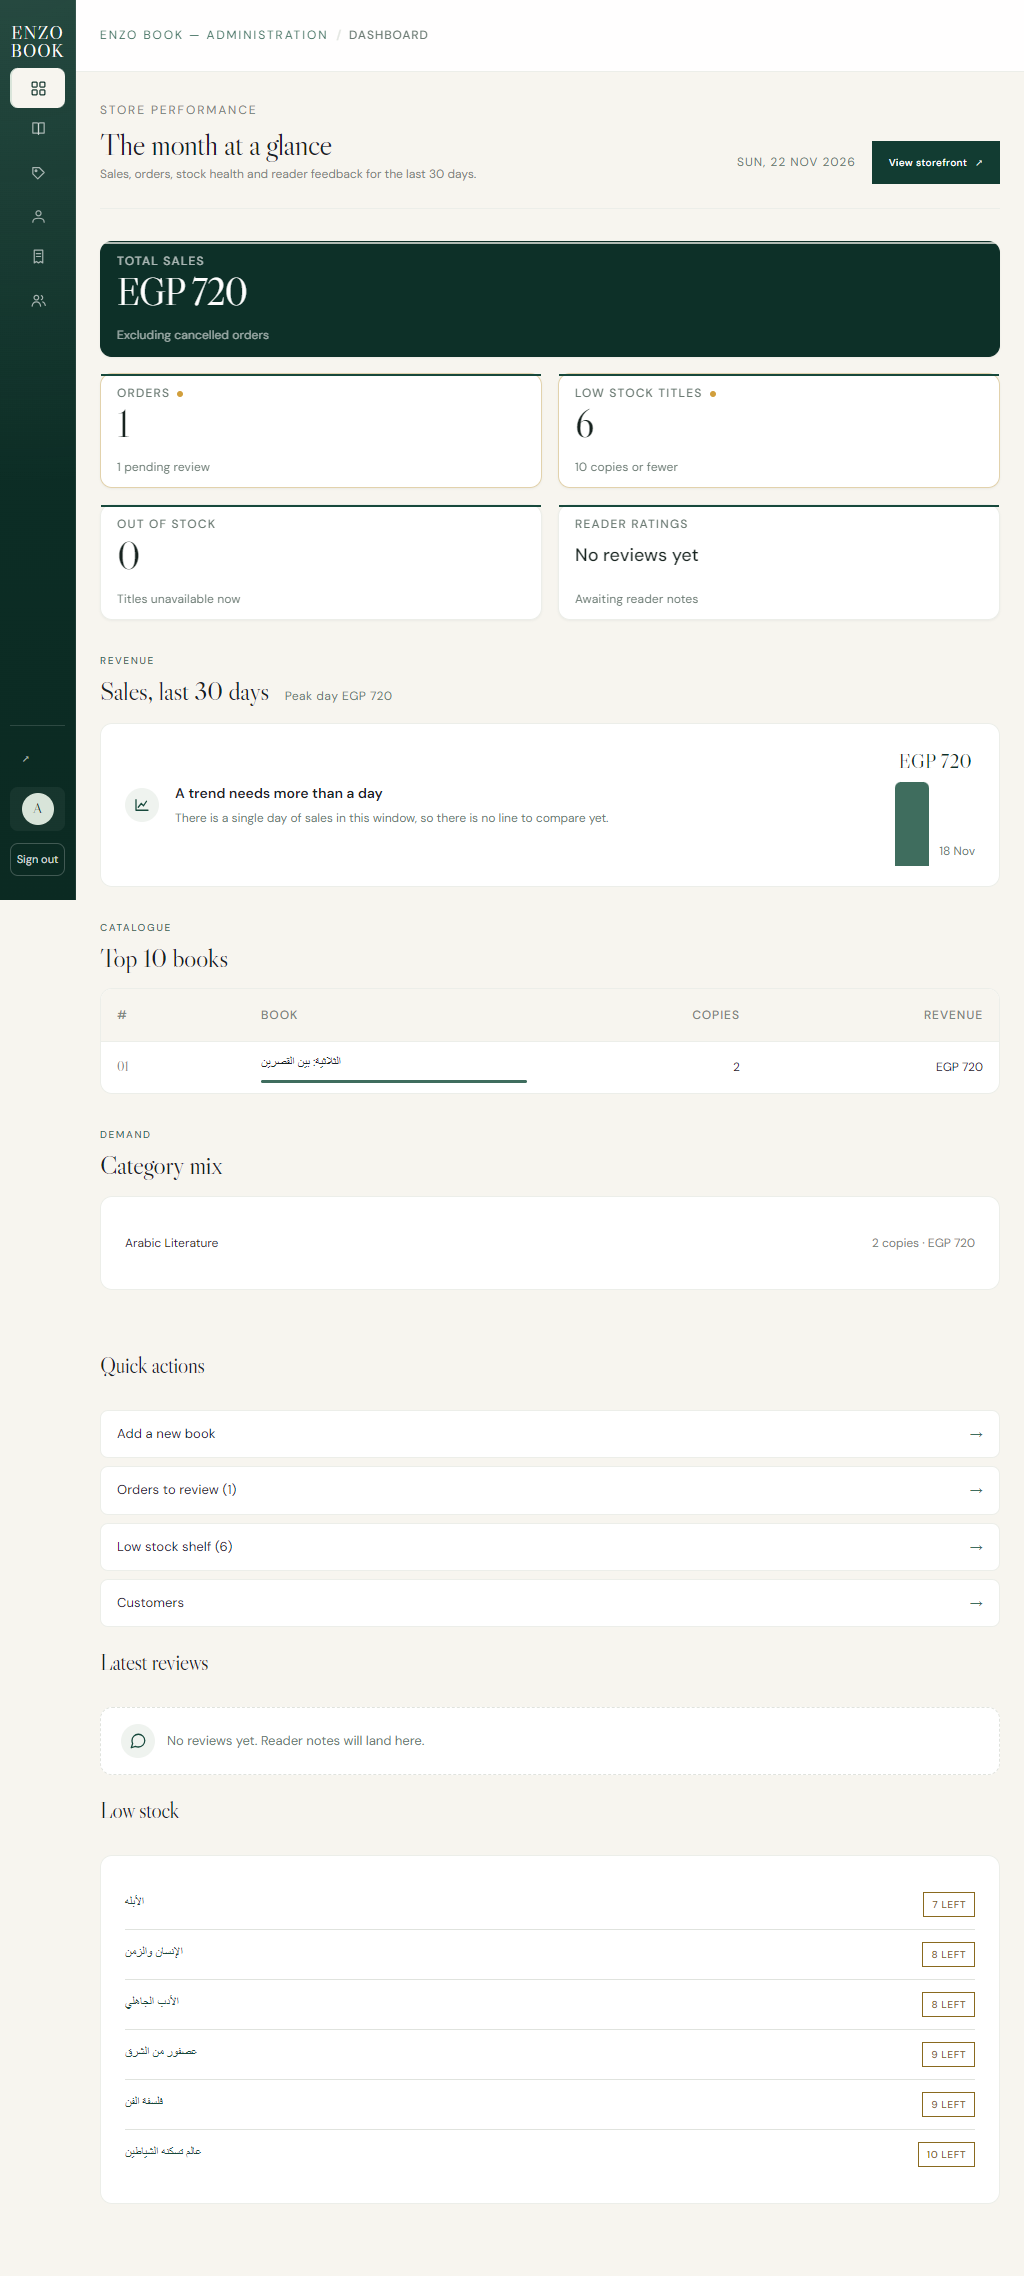 ENZO
BOOK
↗
A
Sign out
ENZO BOOK — ADMINISTRATION / DASHBOARD
STORE PERFORMANCE
The month at a glance
Sales, orders, stock health and reader feedback for the last 30 days.
SUN, 22 NOV 2026
View storefront ↗
TOTAL SALES
EGP 720
Excluding cancelled orders
ORDERS
1
1 pending review
LOW STOCK TITLES
6
10 copies or fewer
OUT OF STOCK
0
Titles unavailable now
READER RATINGS
No reviews yet
Awaiting reader notes
REVENUE
Sales, last 30 days Peak day EGP 720
A trend needs more than a day
There is a single day of sales in this window, so there is no line to compare yet.
EGP 720
18 Nov
CATALOGUE
Top 10 books
# BOOK COPIES REVENUE
01 الثلاثية: بين القصرين 2 EGP 720
DEMAND
Category mix
Arabic Literature 2 copies · EGP 720
Quick actions
Add a new book →
Orders to review (1) →
Low stock shelf (6) →
Customers →
Latest reviews
No reviews yet. Reader notes will land here.
Low stock
الأبله 7 LEFT
الإنسان والزمن 8 LEFT
الأدب الجاهلي 8 LEFT
عصفور من الشرق 9 LEFT
فلسفة الفن 9 LEFT
عالم تسكنه الشياطين 10 LEFT